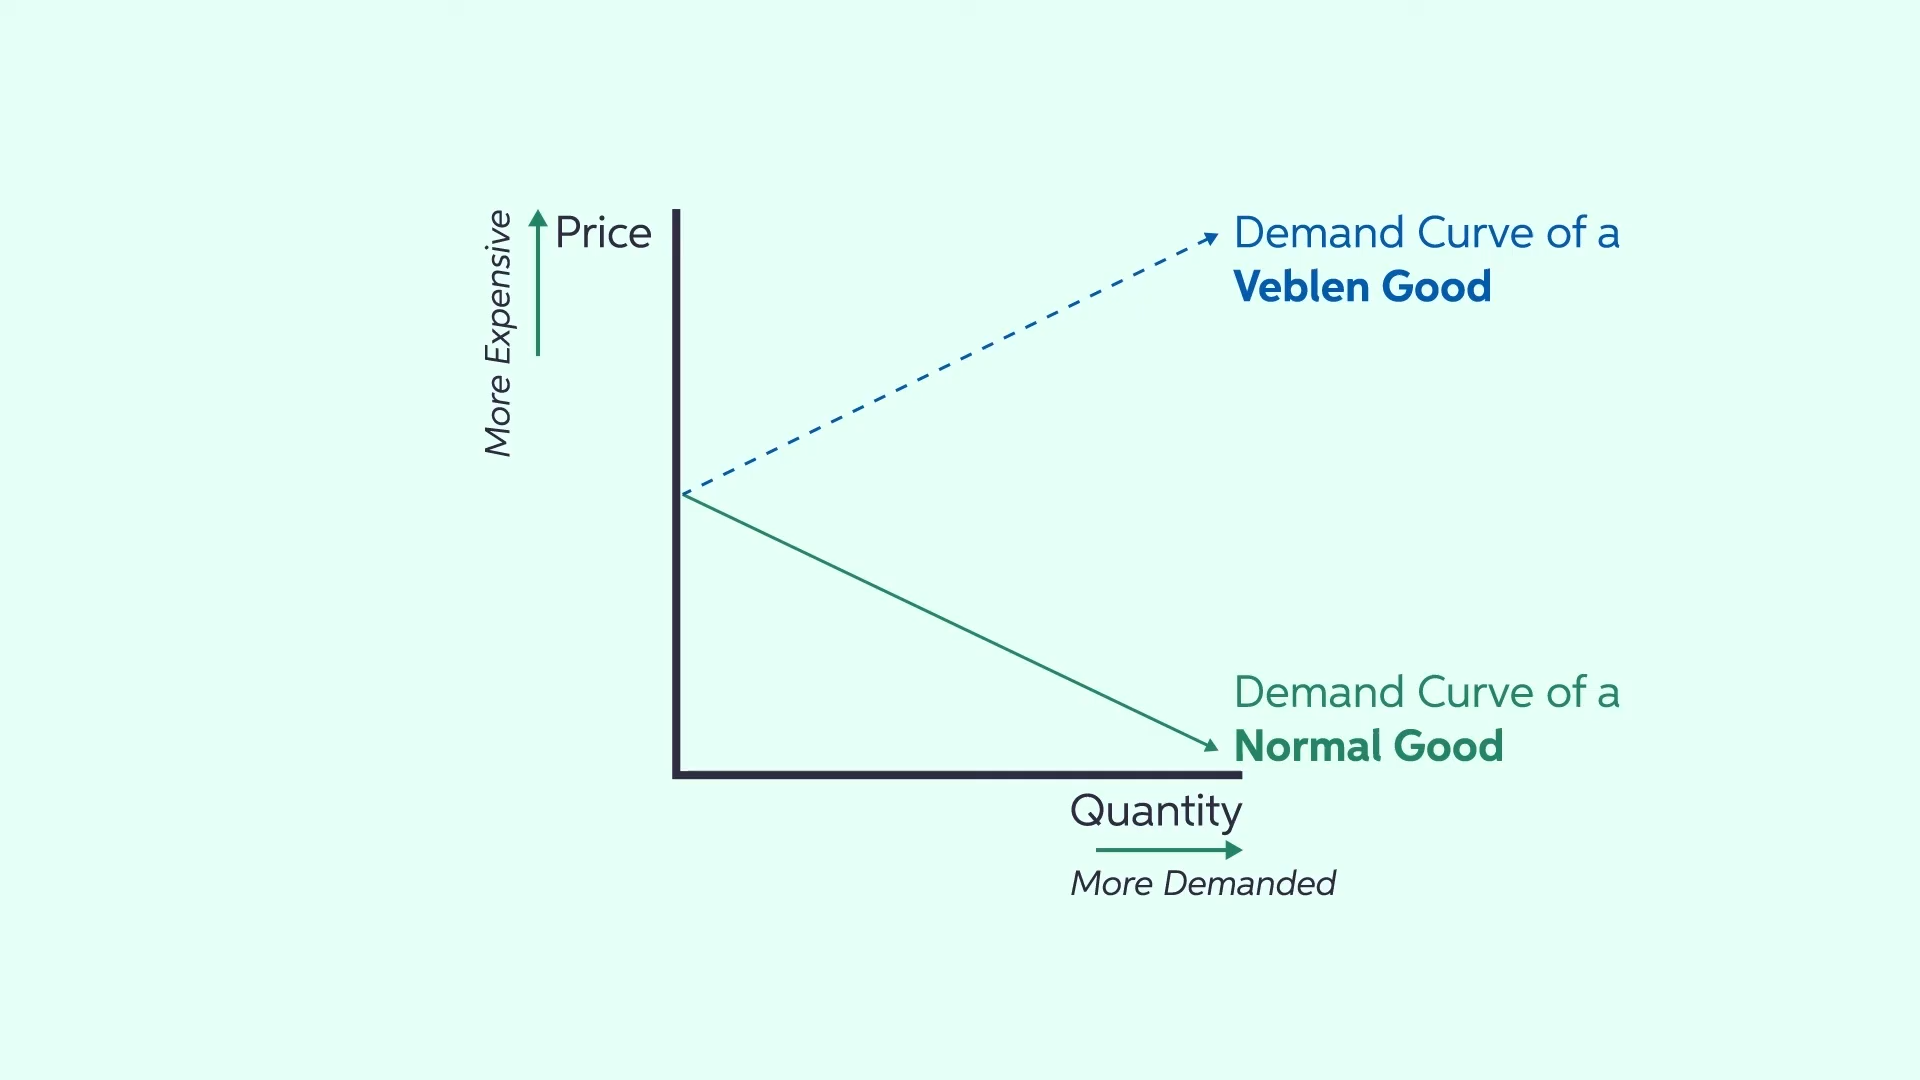 More Expensive
Price
Demand Curve of a
Veblen Good
Demand Curve of a
Normal Good
Quantity
More Demanded